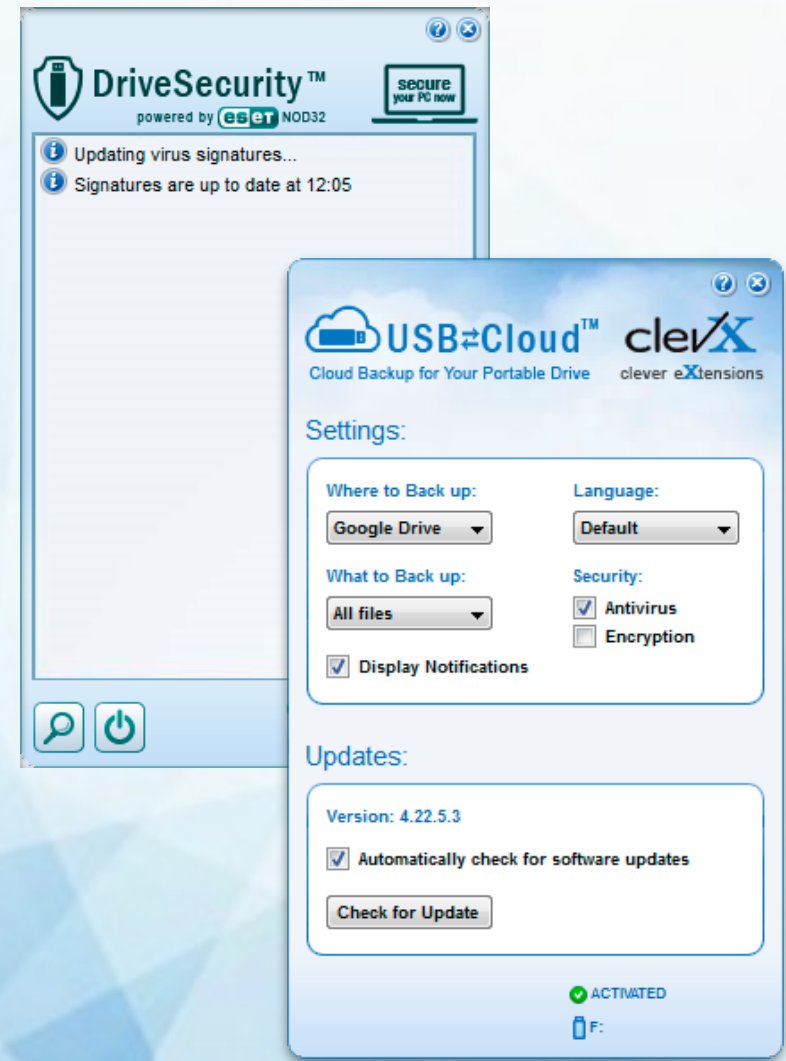 DriveSecurity™
powered by eset NOD32
secure
your PC now
Updating virus signatures...
Signatures are up to date at 12:05
USB⇄Cloud™
Cloud Backup for Your Portable Drive
clevX
clever eXtensions
Settings:
Where to Back up:
Language:
Google Drive
Default
What to Back up:
Security:
All files
Antivirus
Encryption
Display Notifications
Updates:
Version: 4.22.5.3
Automatically check for software updates
Check for Update
ACTIVATED
F: